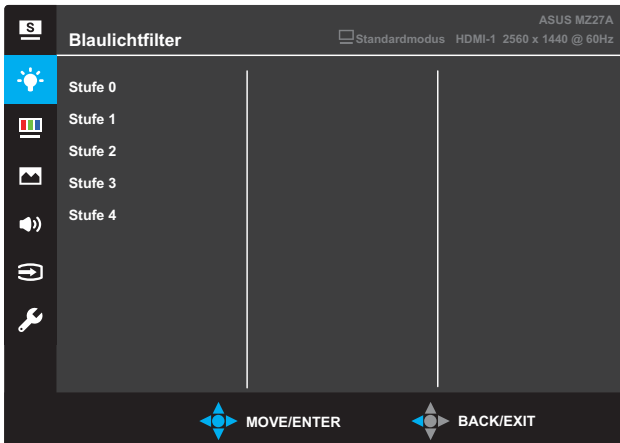 S
ASUS MZ27A
Blaulichtfilter
Standardmodus HDMI-1 2560 x 1440 @ 60Hz
Stufe 0
Stufe 1
Stufe 2
Stufe 3
Stufe 4
MOVE/ENTER
BACK/EXIT